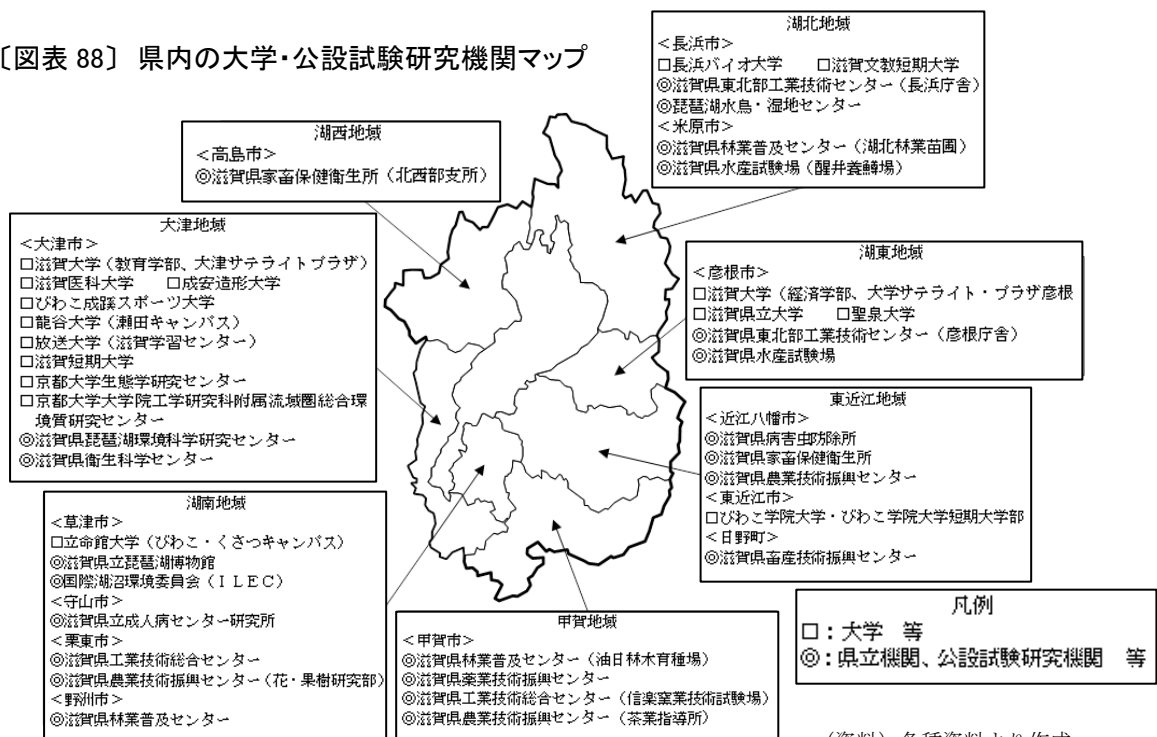 〔図表 88〕 県内の大学・公設試験研究機関マップ
湖北地域
＜長浜市＞
□長浜バイオ大学　□滋賀文教短期大学
◎滋賀県東北部工業技術センター（長浜庁舎）
◎琵琶湖水鳥・湿地センター
＜米原市＞
◎滋賀県林業普及センター（湖北林業苗圃）
◎滋賀県水産試験場（醒井養鱒場）
湖西地域
＜高島市＞
◎滋賀県家畜保健衛生所（北西部支所）
大津地域
＜大津市＞
□滋賀大学（教育学部、大津サテライトプラザ）
□滋賀医科大学　□成安造形大学
□びわこ成蹊スポーツ大学
□龍谷大学（瀬田キャンパス）
□放送大学（滋賀学習センター）
□滋賀短期大学
□京都大学生態学研究センター
□京都大学大学院工学研究科附属流域圏総合環
境質研究センター
◎滋賀県琵琶湖環境科学研究センター
◎滋賀県衛生科学センター
湖東地域
＜彦根市＞
□滋賀大学（経済学部、大学サテライト・プラザ彦根
□滋賀県立大学　□聖泉大学
◎滋賀県東北部工業技術センター（彦根庁舎）
◎滋賀県水産試験場
東近江地域
＜近江八幡市＞
◎滋賀県病害虫防除所
◎滋賀県家畜保健衛生所
◎滋賀県農業技術振興センター
＜東近江市＞
□びわこ学院大学・びわこ学院大学短期大学部
＜日野町＞
◎滋賀県畜産技術振興センター
湖南地域
＜草津市＞
□立命館大学（びわこ・くさつキャンパス）
◎滋賀県立琵琶湖博物館
◎国際湖沼環境委員会（ＩＬＥＣ）
＜守山市＞
◎滋賀県立成人病センター研究所
＜栗東市＞
◎滋賀県工業技術総合センター
◎滋賀県農業技術振興センター（花・果樹研究部）
＜野洲市＞
◎滋賀県林業普及センター
甲賀地域
＜甲賀市＞
◎滋賀県林業普及センター（油日林木育種場）
◎滋賀県薬業技術振興センター
◎滋賀県工業技術総合センター（信楽窯業技術試験場）
◎滋賀県農業技術振興センター（茶業指導所）
凡例
□：大学　等
◎：県立機関、公設試験研究機関　等
（資料）各種資料より作成